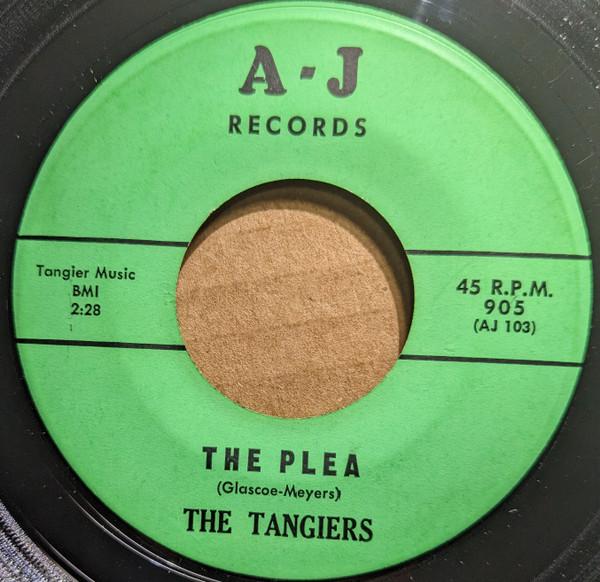 A-J
RECORDS
Tangier Music
BMI
2:28
45 R.P.M.
905
(AJ 103)
THE PLEA
(Glascoe-Meyers)
THE TANGIERS